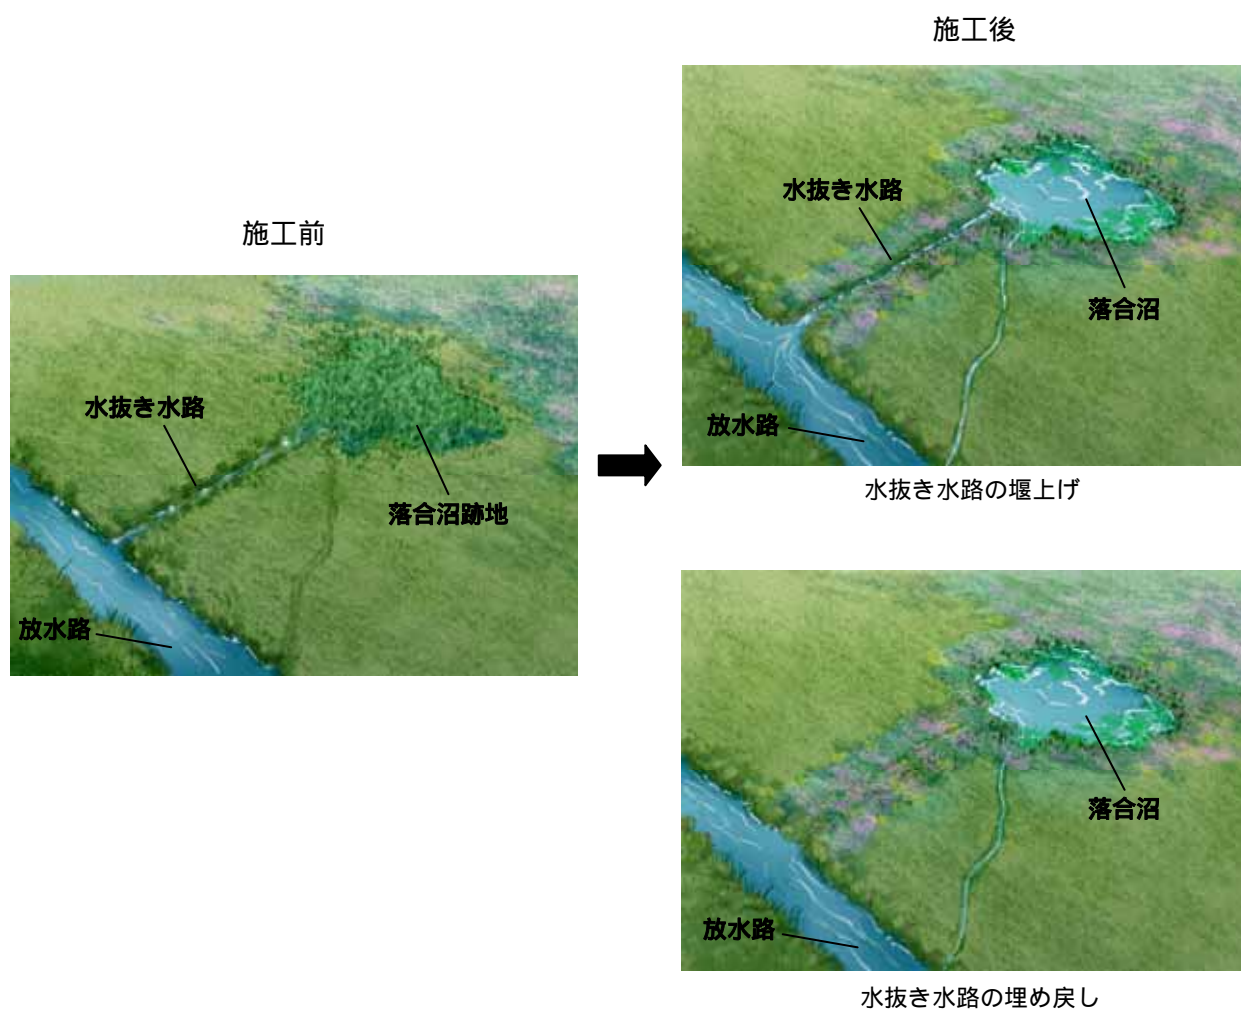 施工前
水抜き水路
落合沼跡地
放水路
施工後
水抜き水路
落合沼
放水路
水抜き水路の堰上げ
落合沼
放水路
水抜き水路の埋め戻し